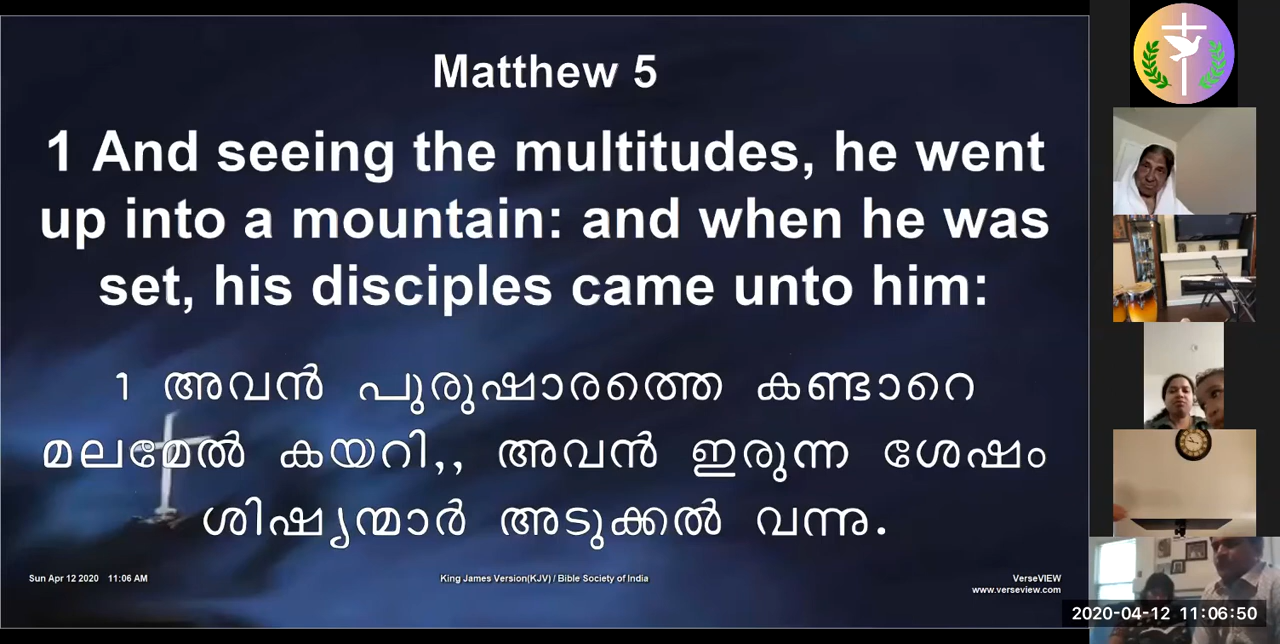 Matthew 5
1 And seeing the multitudes, he went
up into a mountain: and when he was
set, his disciples came unto him:
1 അവൻ പുരുഷാരത്തെ കണ്ടാറെ
മലമേൽ കയറി,, അവൻ ഇരുന്ന ശേഷം
ശിഷ്യന്മാർ അടുക്കൽ വന്നു.
Sun Apr 12 2020 11:06 AM
King James Version(KJV) / Bible Society of India
VerseVIEW
www.verseview.com
2020-04-12 11:06:50